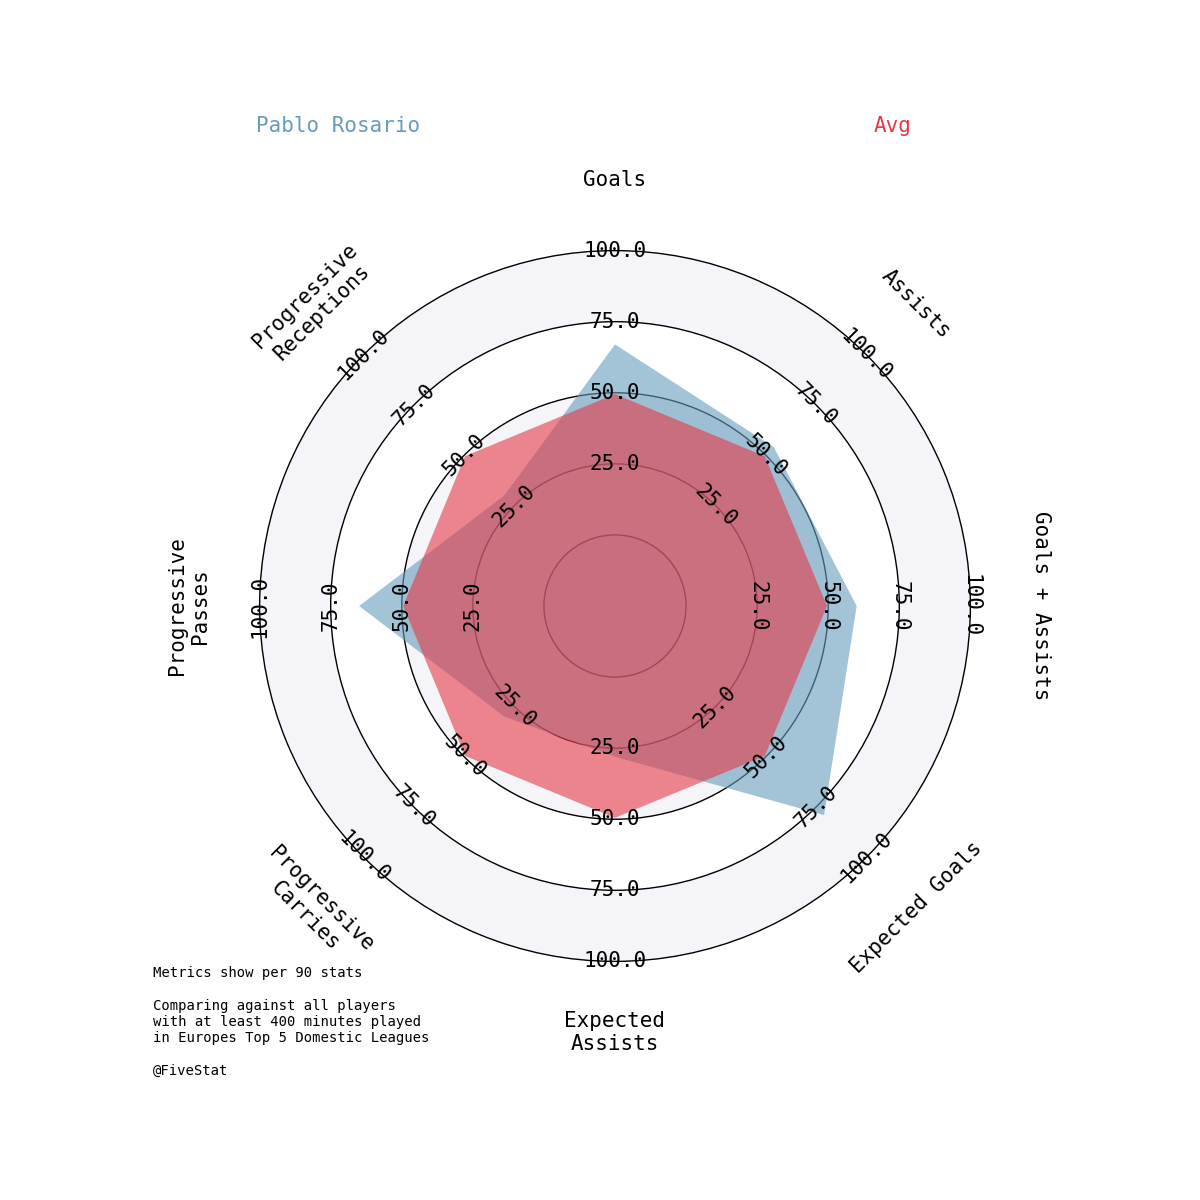 Pablo Rosario
Avg
Goals
Assists
Goals + Assists
Expected Goals
Expected
Assists
Progressive
Carries
Progressive
Passes
Progressive
Receptions
25.0
50.0
75.0
100.0
25.0
50.0
75.0
100.0
25.0
50.0
75.0
100.0
25.0
50.0
75.0
100.0
25.0
50.0
75.0
100.0
25.0
50.0
75.0
100.0
25.0
50.0
75.0
100.0
25.0
50.0
75.0
100.0
Metrics show per 90 stats
Comparing against all players
with at least 400 minutes played
in Europes Top 5 Domestic Leagues
@FiveStat